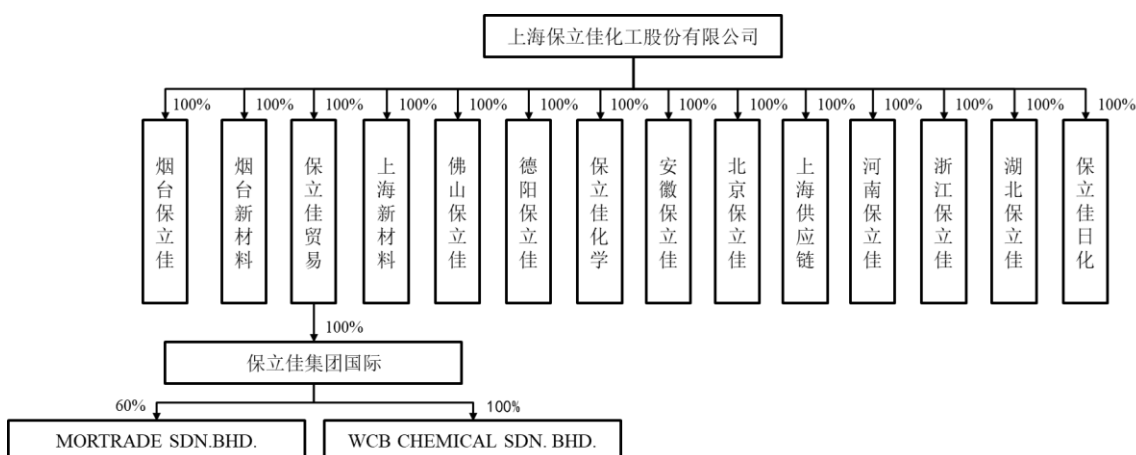 上海保立佳化工股份有限公司
100% 100% 100% 100% 100% 100% 100% 100% 100% 100% 100% 100% 100% 100%
烟台保立佳
烟台新材料
保立佳贸易
上海新材料
佛山保立佳
德阳保立佳
保立佳化学
安徽保立佳
北京保立佳
上海供应链
河南保立佳
浙江保立佳
湖北保立佳
保立佳日化
100%
保立佳集团国际
60% 100%
MORTRADE SDN.BHD.
WCB CHEMICAL SDN. BHD.